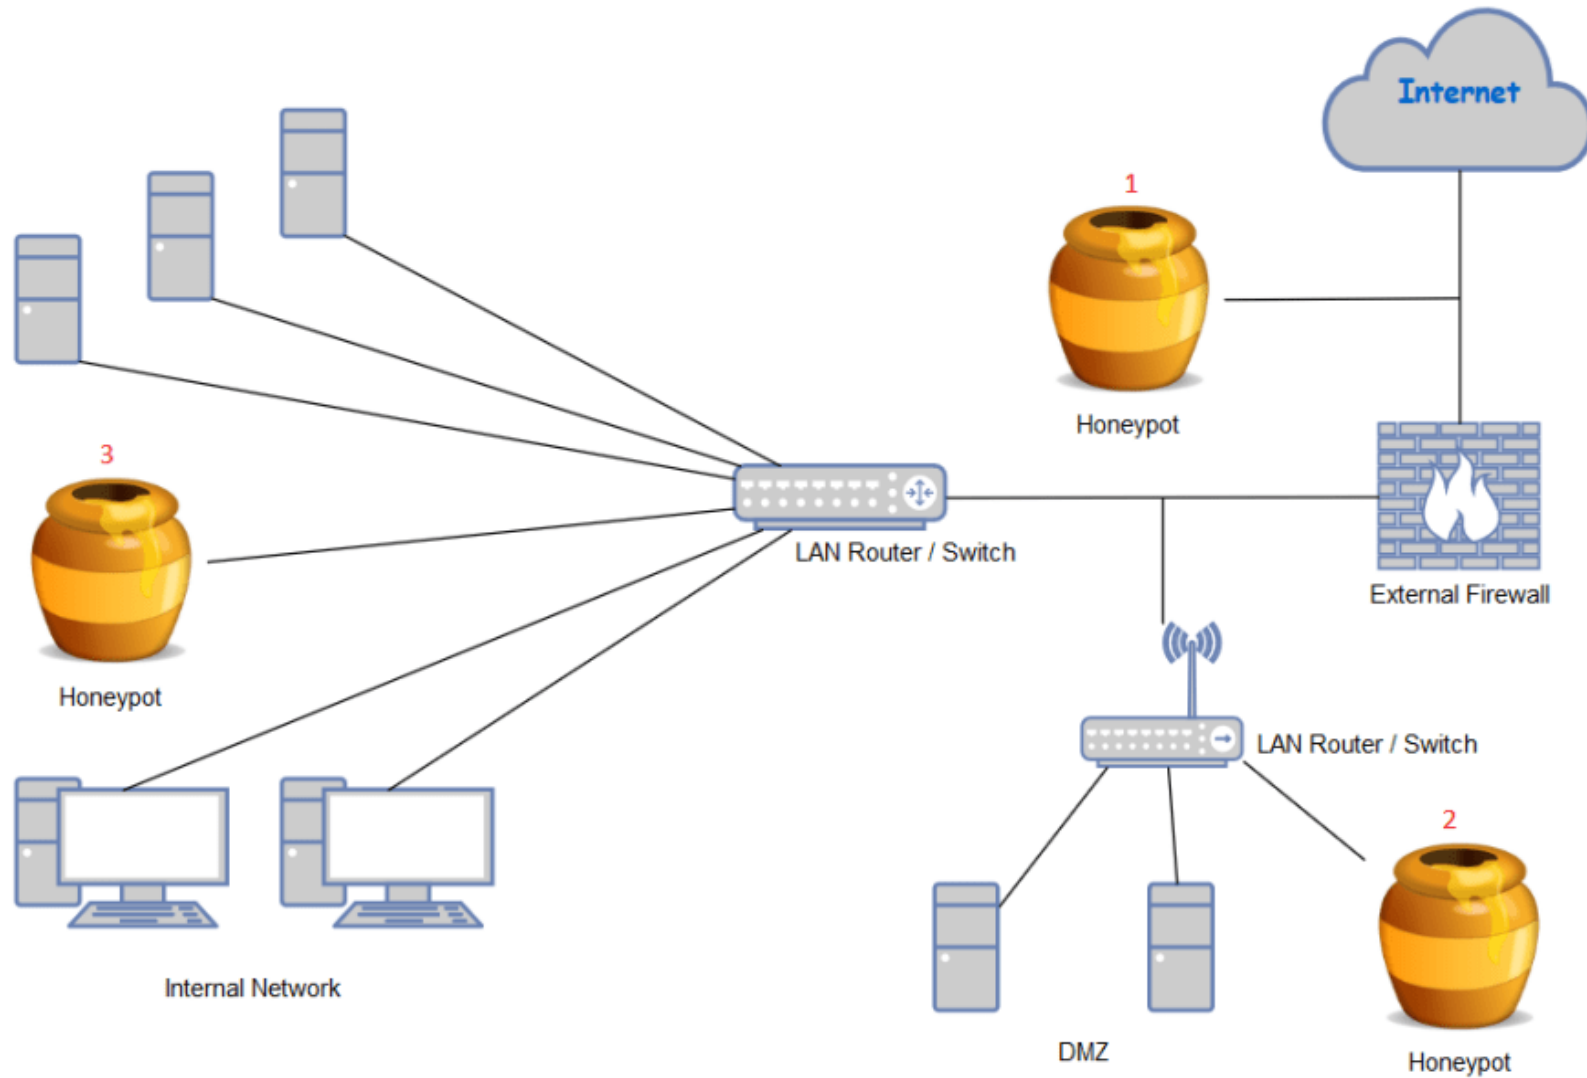 Internet
1
Honeypot
3
Honeypot
LAN Router / Switch
External Firewall
LAN Router / Switch
2
Honeypot
Internal Network
DMZ